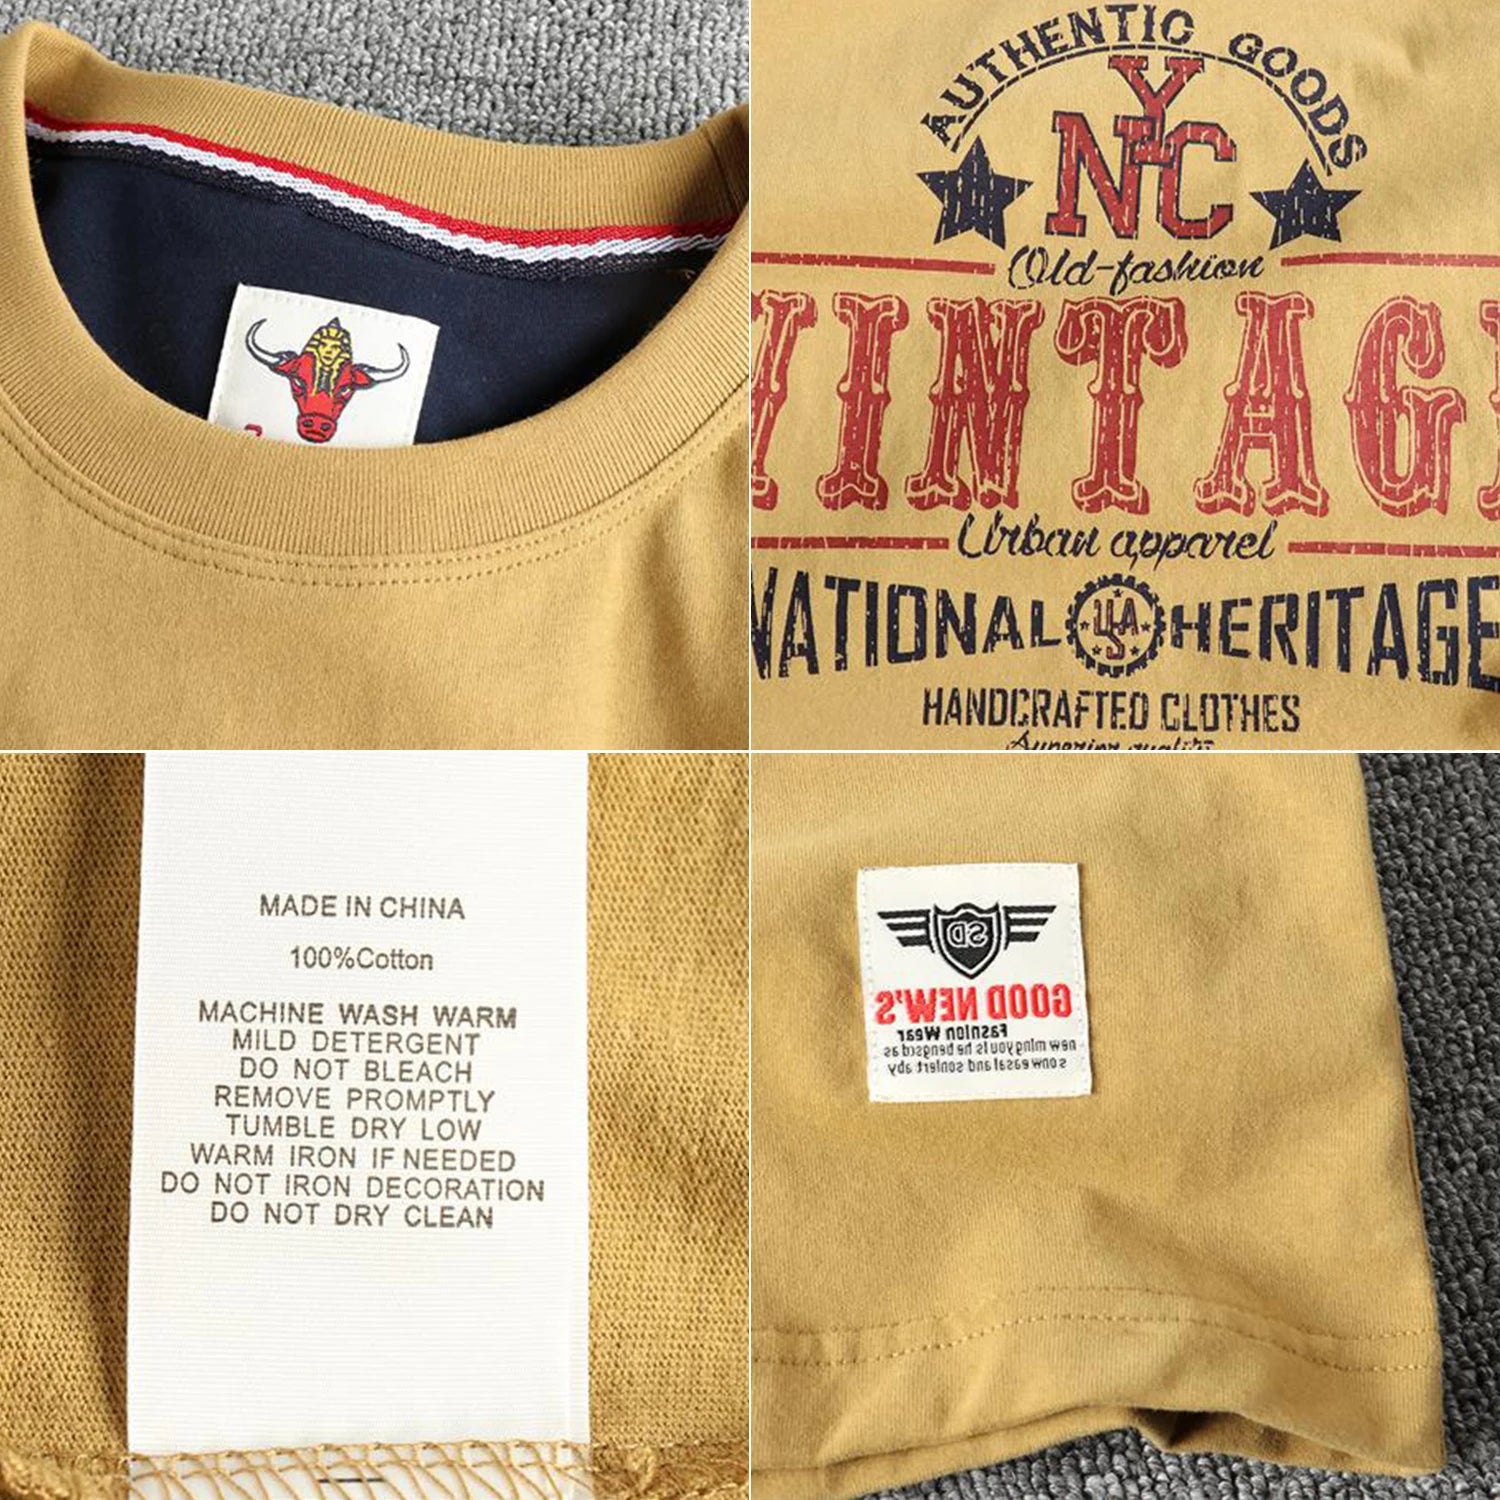 AUTHENTIC GOODS
NYC
Old-fashion
VINTAGE
Urban apparel
NATIONAL USA HERITAGE
HANDCRAFTED CLOTHES
Superior quality
MADE IN CHINA
100%Cotton
MACHINE WASH WARM
MILD DETERGENT
DO NOT BLEACH
REMOVE PROMPTLY
TUMBLE DRY LOW
WARM IRON IF NEEDED
DO NOT IRON DECORATION
DO NOT DRY CLEAN
SD
GOOD NEW'S
Fashion Wear